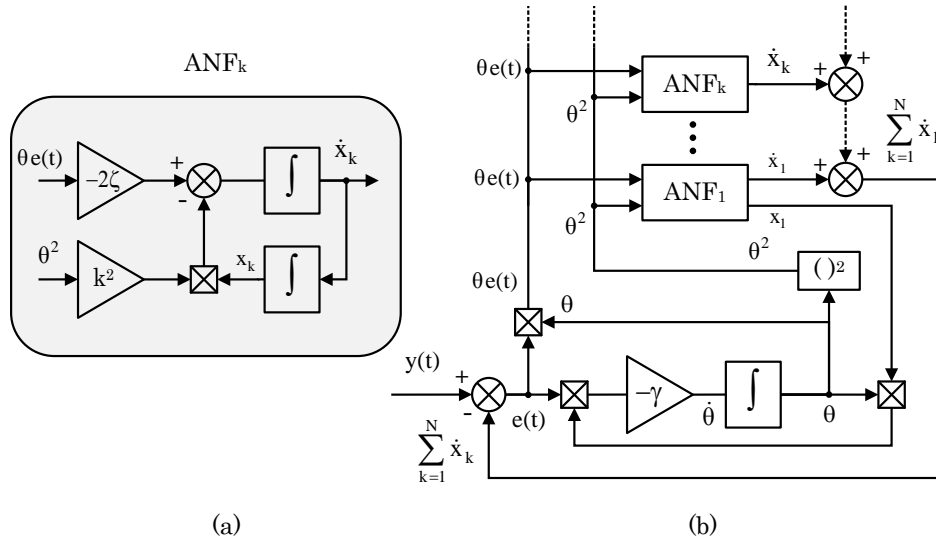 ANFₖ
θe(t)
−2ζ
+
-
∫
ẋₖ
θ²
k²
xₖ
∫
(a)
θe(t)
θ²
ANFₖ
ẋₖ
+
+
θe(t)
θ²
ANF₁
ẋ₁
x₁
+
+
N
∑ ẋ
k=1
θ²
( )²
θe(t)
θ
y(t)
+
-
e(t)
−γ
θ̇
∫
θ
N
∑ ẋₖ
k=1
(b)